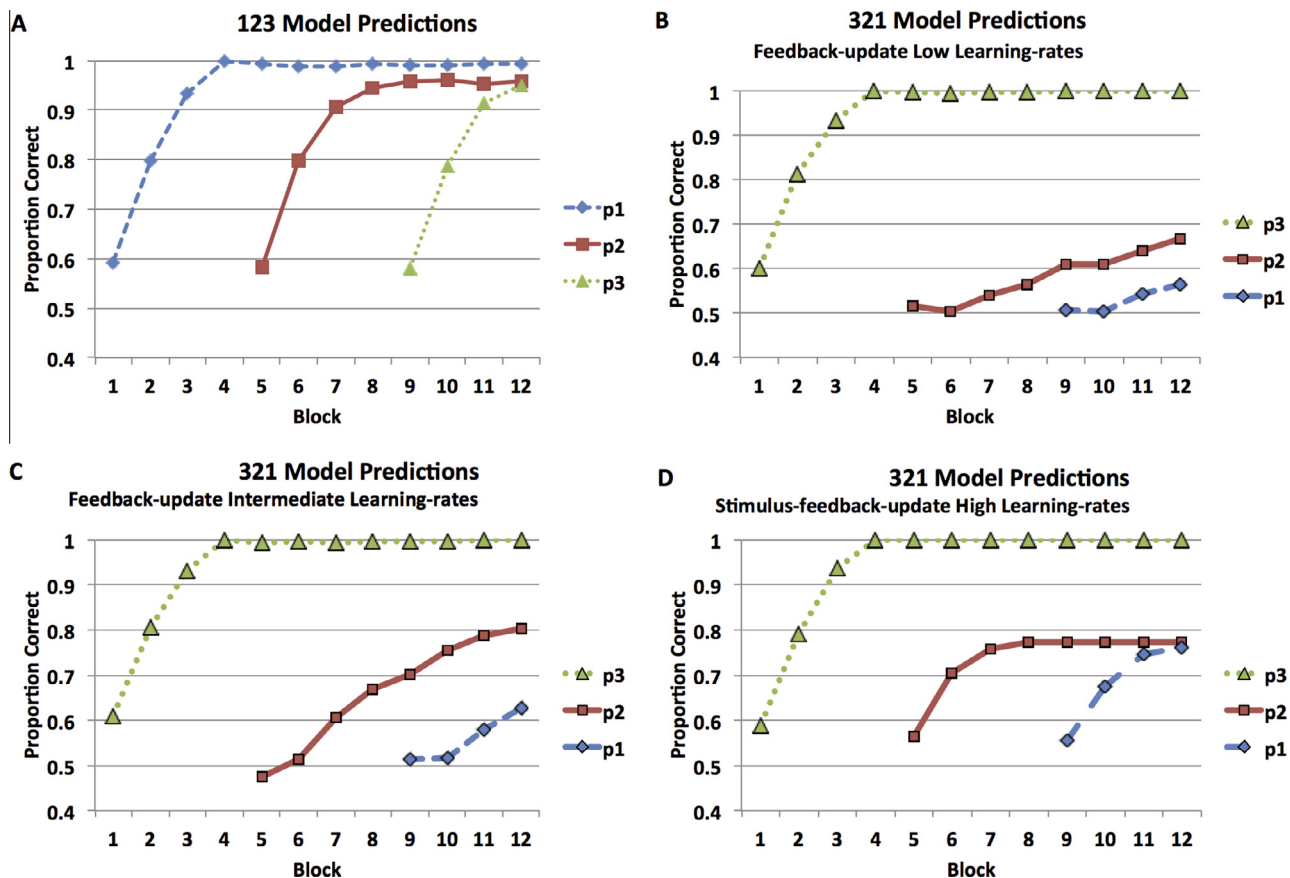 A
123 Model Predictions
Proportion Correct
1
0.9
0.8
0.7
0.6
0.5
0.4
1 2 3 4 5 6 7 8 9 10 11 12
Block
p1
p2
p3
B
321 Model Predictions
Feedback-update Low Learning-rates
Proportion Correct
1
0.9
0.8
0.7
0.6
0.5
0.4
1 2 3 4 5 6 7 8 9 10 11 12
Block
p3
p2
p1
C
321 Model Predictions
Feedback-update Intermediate Learning-rates
Proportion Correct
1
0.9
0.8
0.7
0.6
0.5
0.4
1 2 3 4 5 6 7 8 9 10 11 12
Block
p3
p2
p1
D
321 Model Predictions
Stimulus-feedback-update High Learning-rates
Proportion Correct
1
0.9
0.8
0.7
0.6
0.5
0.4
1 2 3 4 5 6 7 8 9 10 11 12
Block
p3
p2
p1